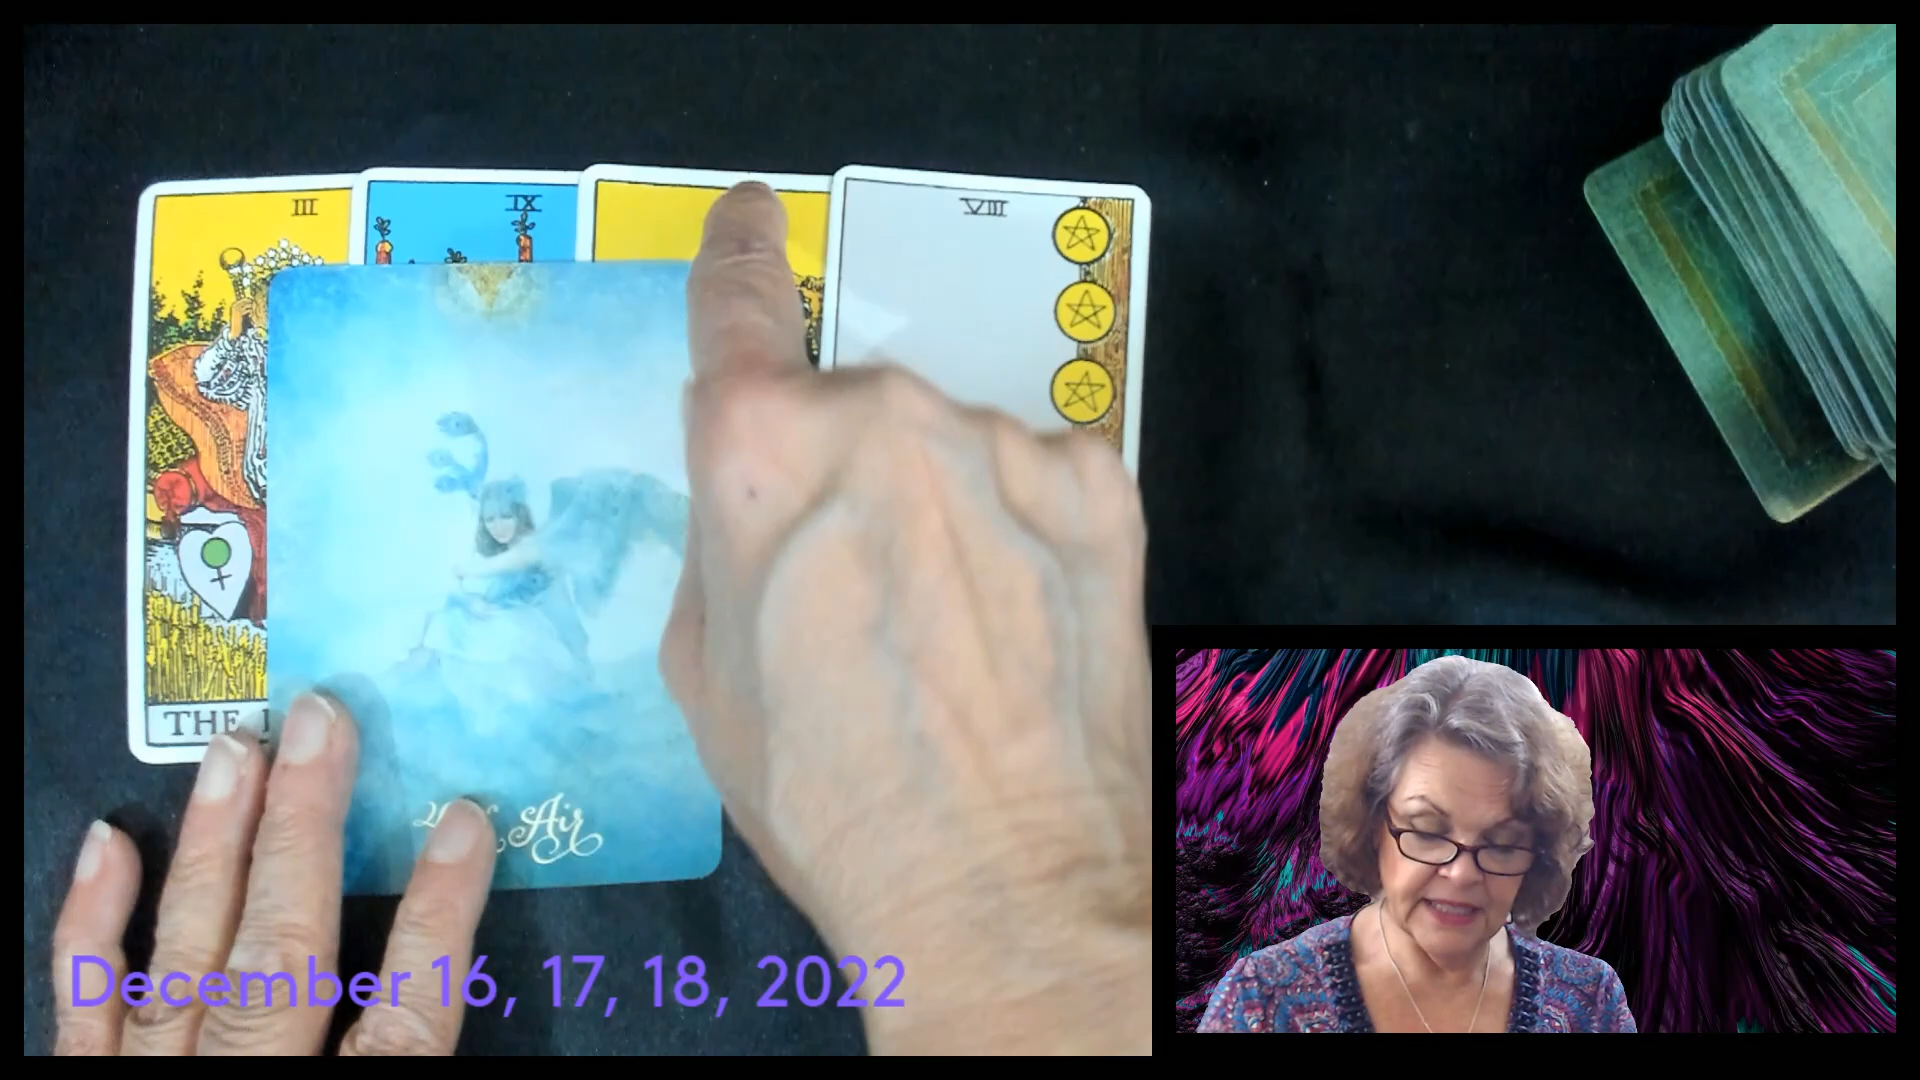 III
IX
VIII
THE
Air
December 16, 17, 18, 2022